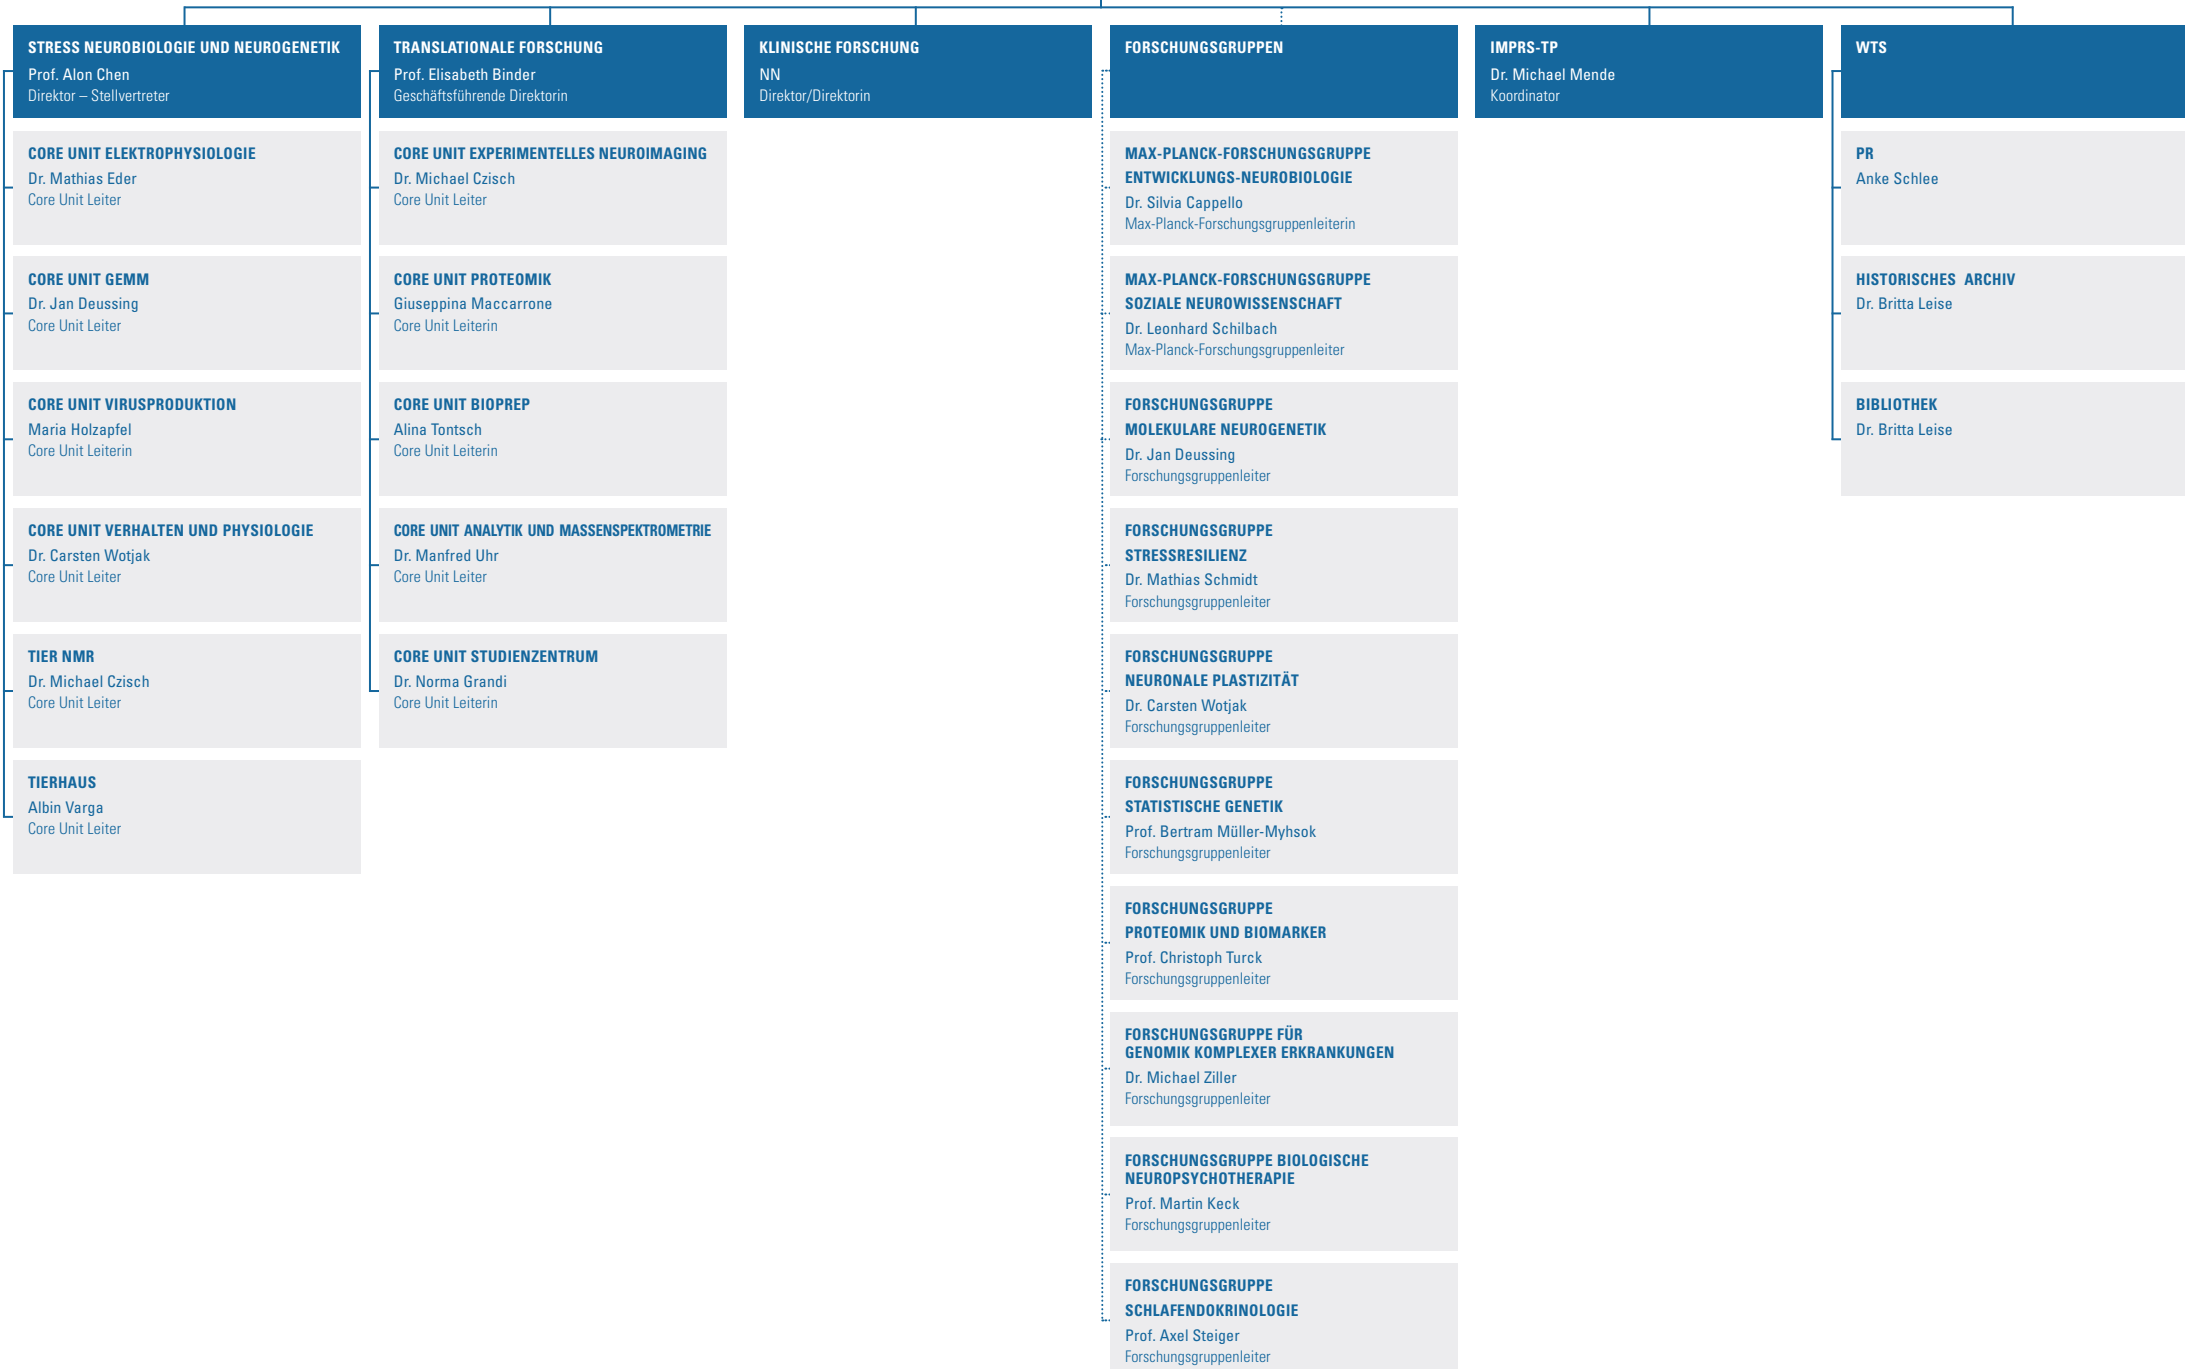 STRESS NEUROBIOLOGIE UND NEUROGENETIK
Prof. Alon Chen
Direktor – Stellvertreter
CORE UNIT ELEKTROPHYSIOLOGIE
Dr. Mathias Eder
Core Unit Leiter
CORE UNIT GEMM
Dr. Jan Deussing
Core Unit Leiter
CORE UNIT VIRUSPRODUKTION
Maria Holzapfel
Core Unit Leiterin
CORE UNIT VERHALTEN UND PHYSIOLOGIE
Dr. Carsten Wotjak
Core Unit Leiter
TIER NMR
Dr. Michael Czisch
Core Unit Leiter
TIERHAUS
Albin Varga
Core Unit Leiter
TRANSLATIONALE FORSCHUNG
Prof. Elisabeth Binder
Geschäftsführende Direktorin
CORE UNIT EXPERIMENTELLES NEUROIMAGING
Dr. Michael Czisch
Core Unit Leiter
CORE UNIT PROTEOMIK
Giuseppina Maccarrone
Core Unit Leiterin
CORE UNIT BIOPREP
Alina Tontsch
Core Unit Leiterin
CORE UNIT ANALYTIK UND MASSENSPEKTROMETRIE
Dr. Manfred Uhr
Core Unit Leiter
CORE UNIT STUDIENZENTRUM
Dr. Norma Grandi
Core Unit Leiterin
KLINISCHE FORSCHUNG
NN
Direktor/Direktorin
FORSCHUNGSGRUPPEN
MAX-PLANCK-FORSCHUNGSGRUPPE
ENTWICKLUNGS-NEUROBIOLOGIE
Dr. Silvia Cappello
Max-Planck-Forschungsgruppenleiterin
MAX-PLANCK-FORSCHUNGSGRUPPE
SOZIALE NEUROWISSENSCHAFT
Dr. Leonhard Schilbach
Max-Planck-Forschungsgruppenleiter
FORSCHUNGSGRUPPE
MOLEKULARE NEUROGENETIK
Dr. Jan Deussing
Forschungsgruppenleiter
FORSCHUNGSGRUPPE
STRESSRESILIENZ
Dr. Mathias Schmidt
Forschungsgruppenleiter
FORSCHUNGSGRUPPE
NEURONALE PLASTIZITÄT
Dr. Carsten Wotjak
Forschungsgruppenleiter
FORSCHUNGSGRUPPE
STATISTISCHE GENETIK
Prof. Bertram Müller-Myhsok
Forschungsgruppenleiter
FORSCHUNGSGRUPPE
PROTEOMIK UND BIOMARKER
Prof. Christoph Turck
Forschungsgruppenleiter
FORSCHUNGSGRUPPE FÜR
GENOMIK KOMPLEXER ERKRANKUNGEN
Dr. Michael Ziller
Forschungsgruppenleiter
FORSCHUNGSGRUPPE BIOLOGISCHE
NEUROPSYCHOTHERAPIE
Prof. Martin Keck
Forschungsgruppenleiter
FORSCHUNGSGRUPPE
SCHLAFENDOKRINOLOGIE
Prof. Axel Steiger
Forschungsgruppenleiter
IMPRS-TP
Dr. Michael Mende
Koordinator
WTS
PR
Anke Schlee
HISTORISCHES ARCHIV
Dr. Britta Leise
BIBLIOTHEK
Dr. Britta Leise